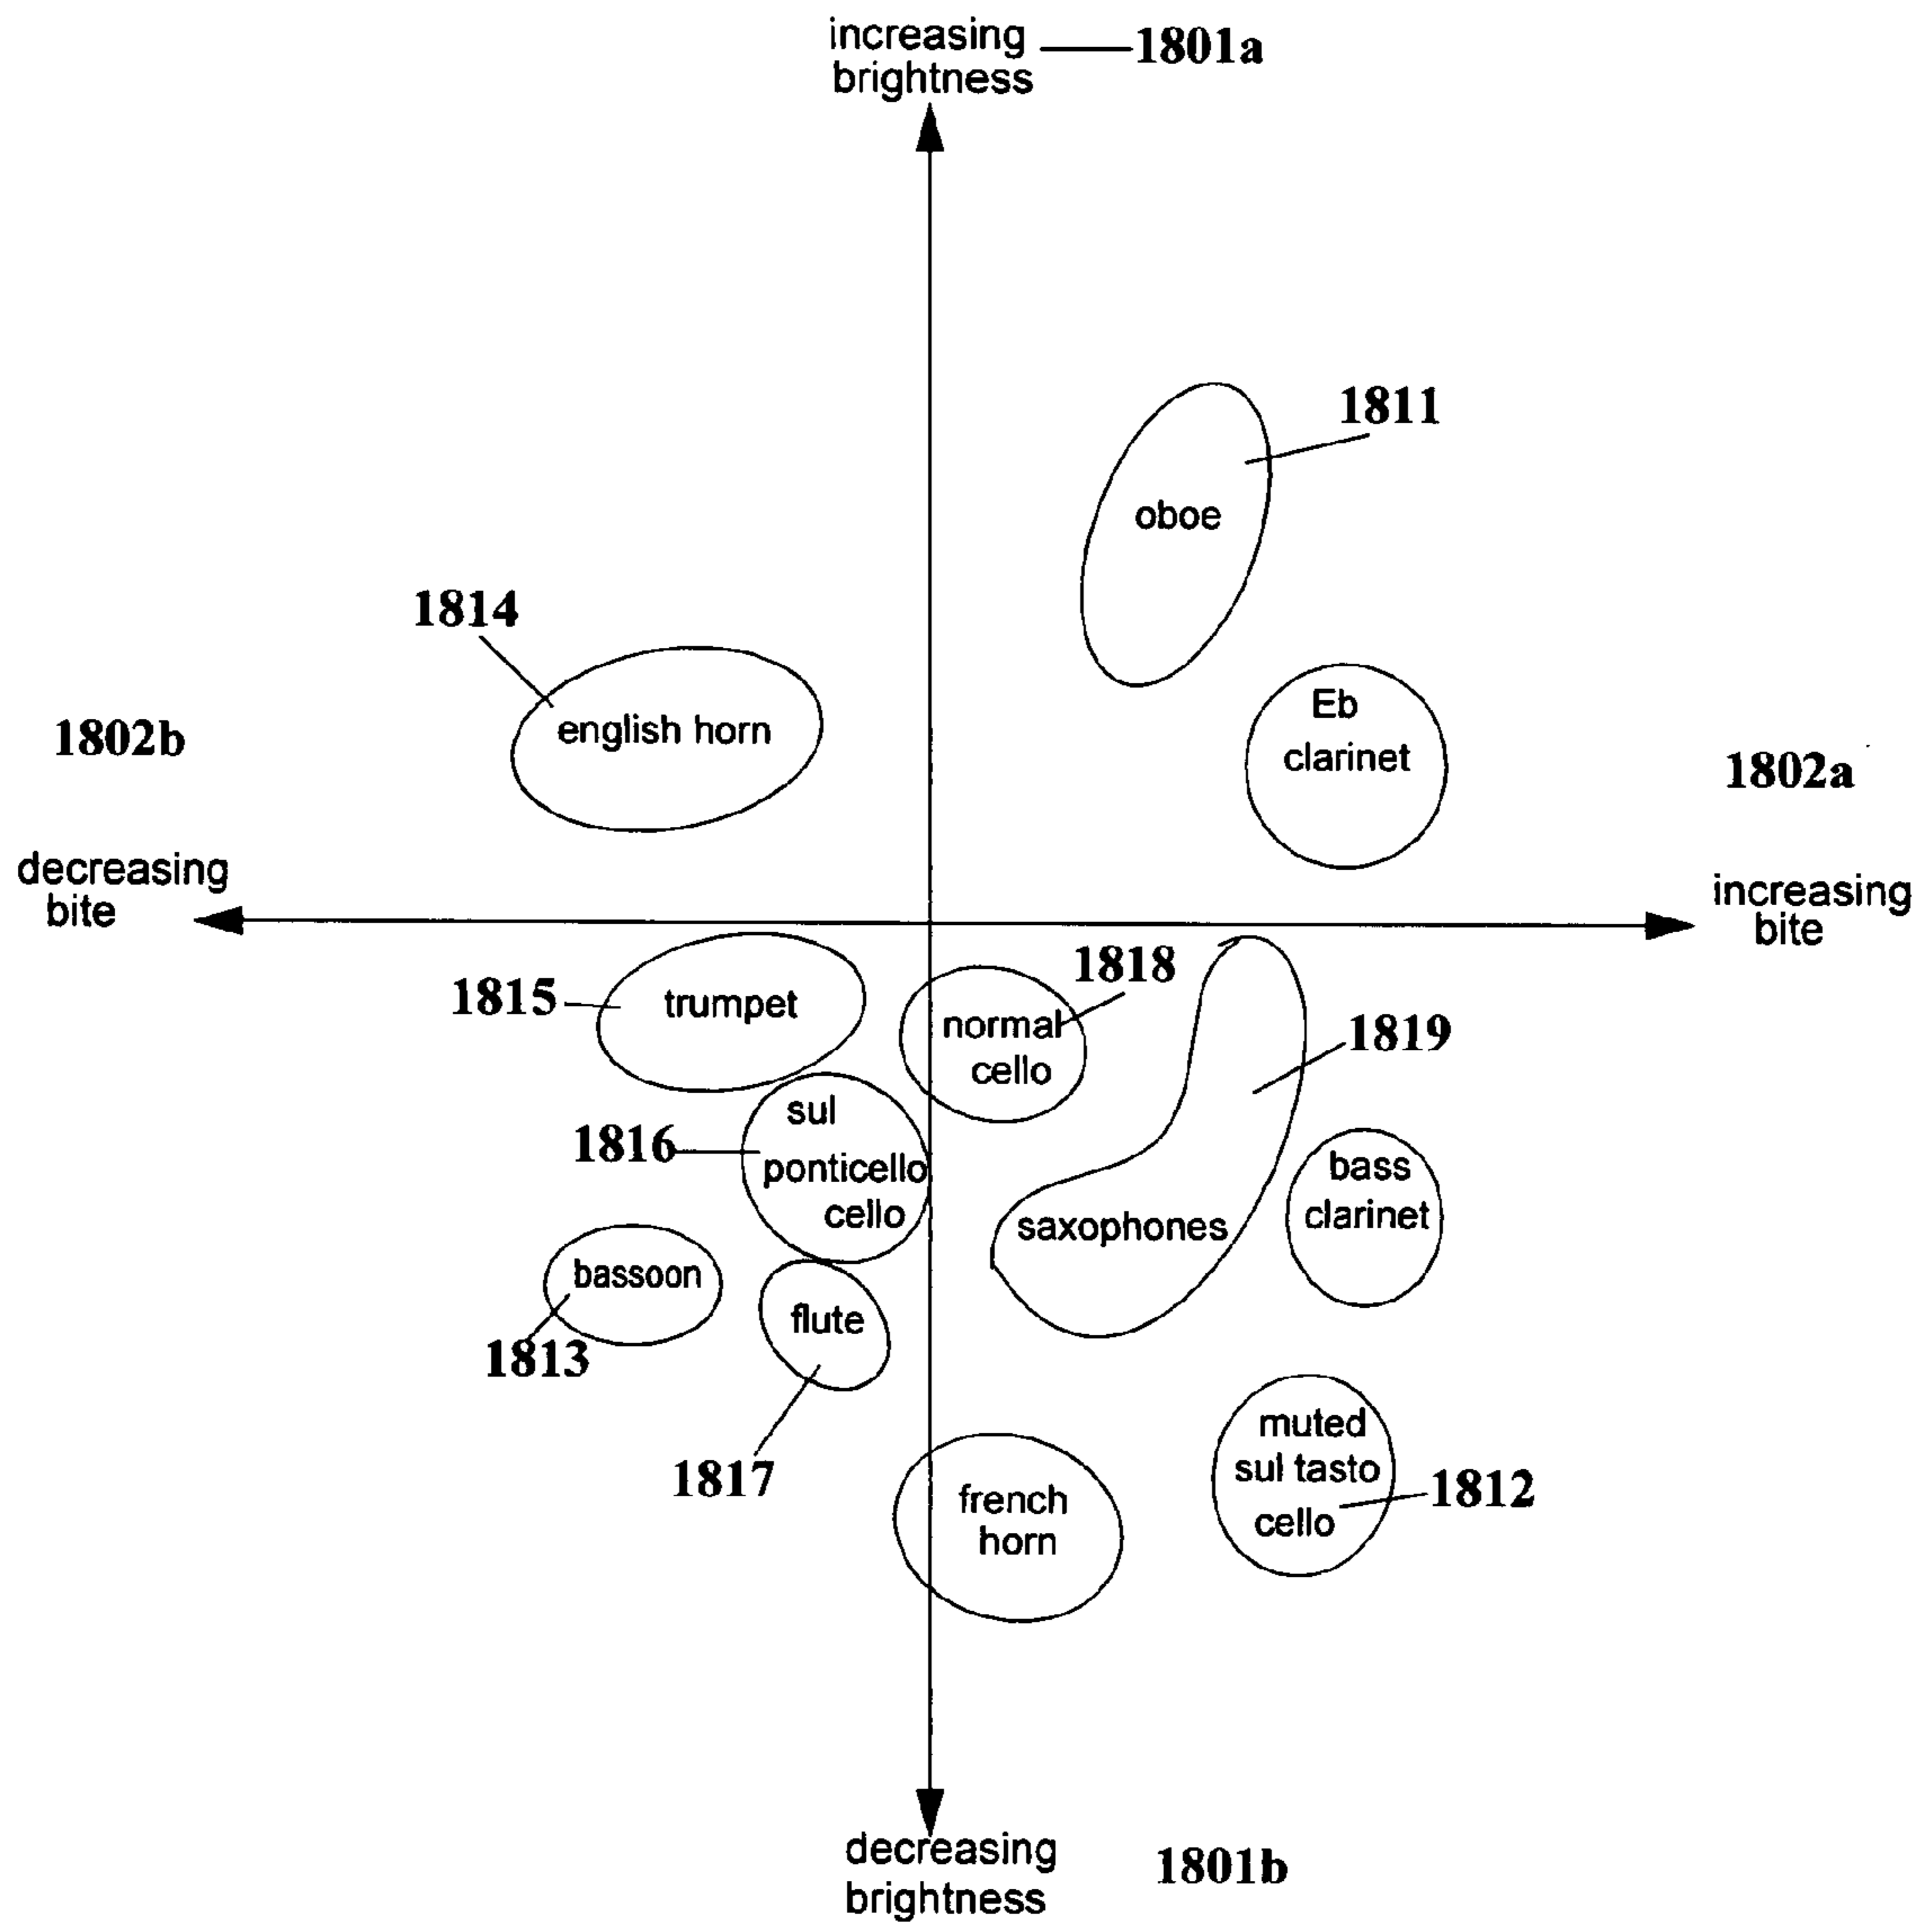 increasing
brightness
1801a
1811
oboe
1814
english horn
Eb
clarinet
1802b
1802a
decreasing
bite
increasing
bite
1815
trumpet
1818
normal
cello
1819
sul
ponticello
cello
1816
bass
clarinet
saxophones
bassoon
1813
flute
1817
muted
sul tasto
cello
1812
french
horn
decreasing
brightness
1801b